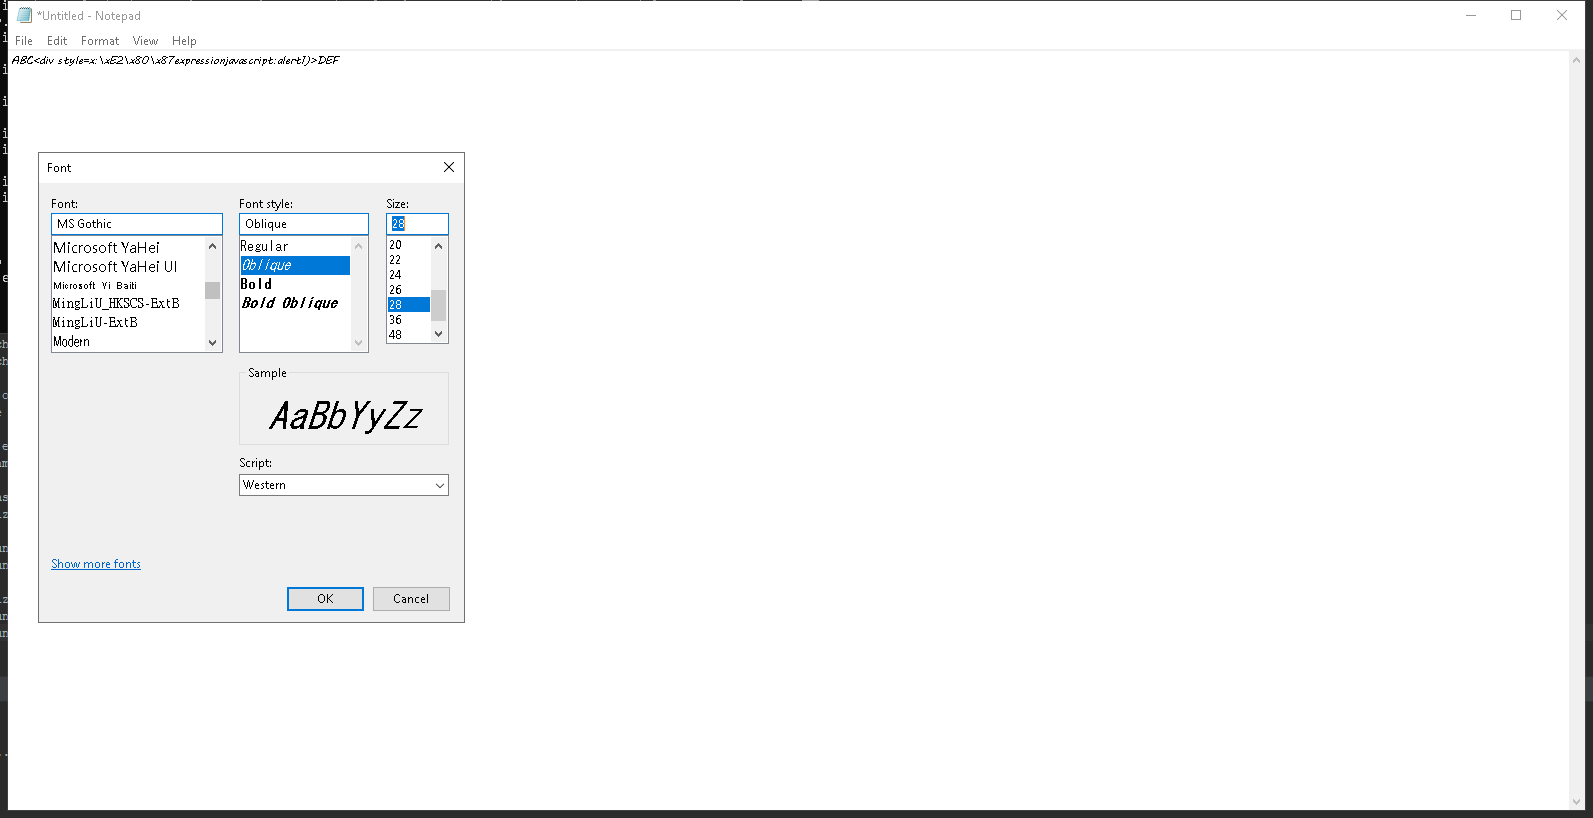 *Untitled - Notepad
File Edit Format View Help
ABC<div style=x:\xE2\x80\x87expressionjavascript:alert1)>DEF
Font
Font: Font style: Size:
MS Gothic Oblique 28
Microsoft YaHei Regular 20
Microsoft YaHei UI Oblique 22
Microsoft Yi Baiti Bold 24
MingLiU_HKSCS-ExtB Bold Oblique 26
MingLiU-ExtB 28
Modern 36
48
Sample
AaBbYyZz
Script:
Western
Show more fonts
OK Cancel